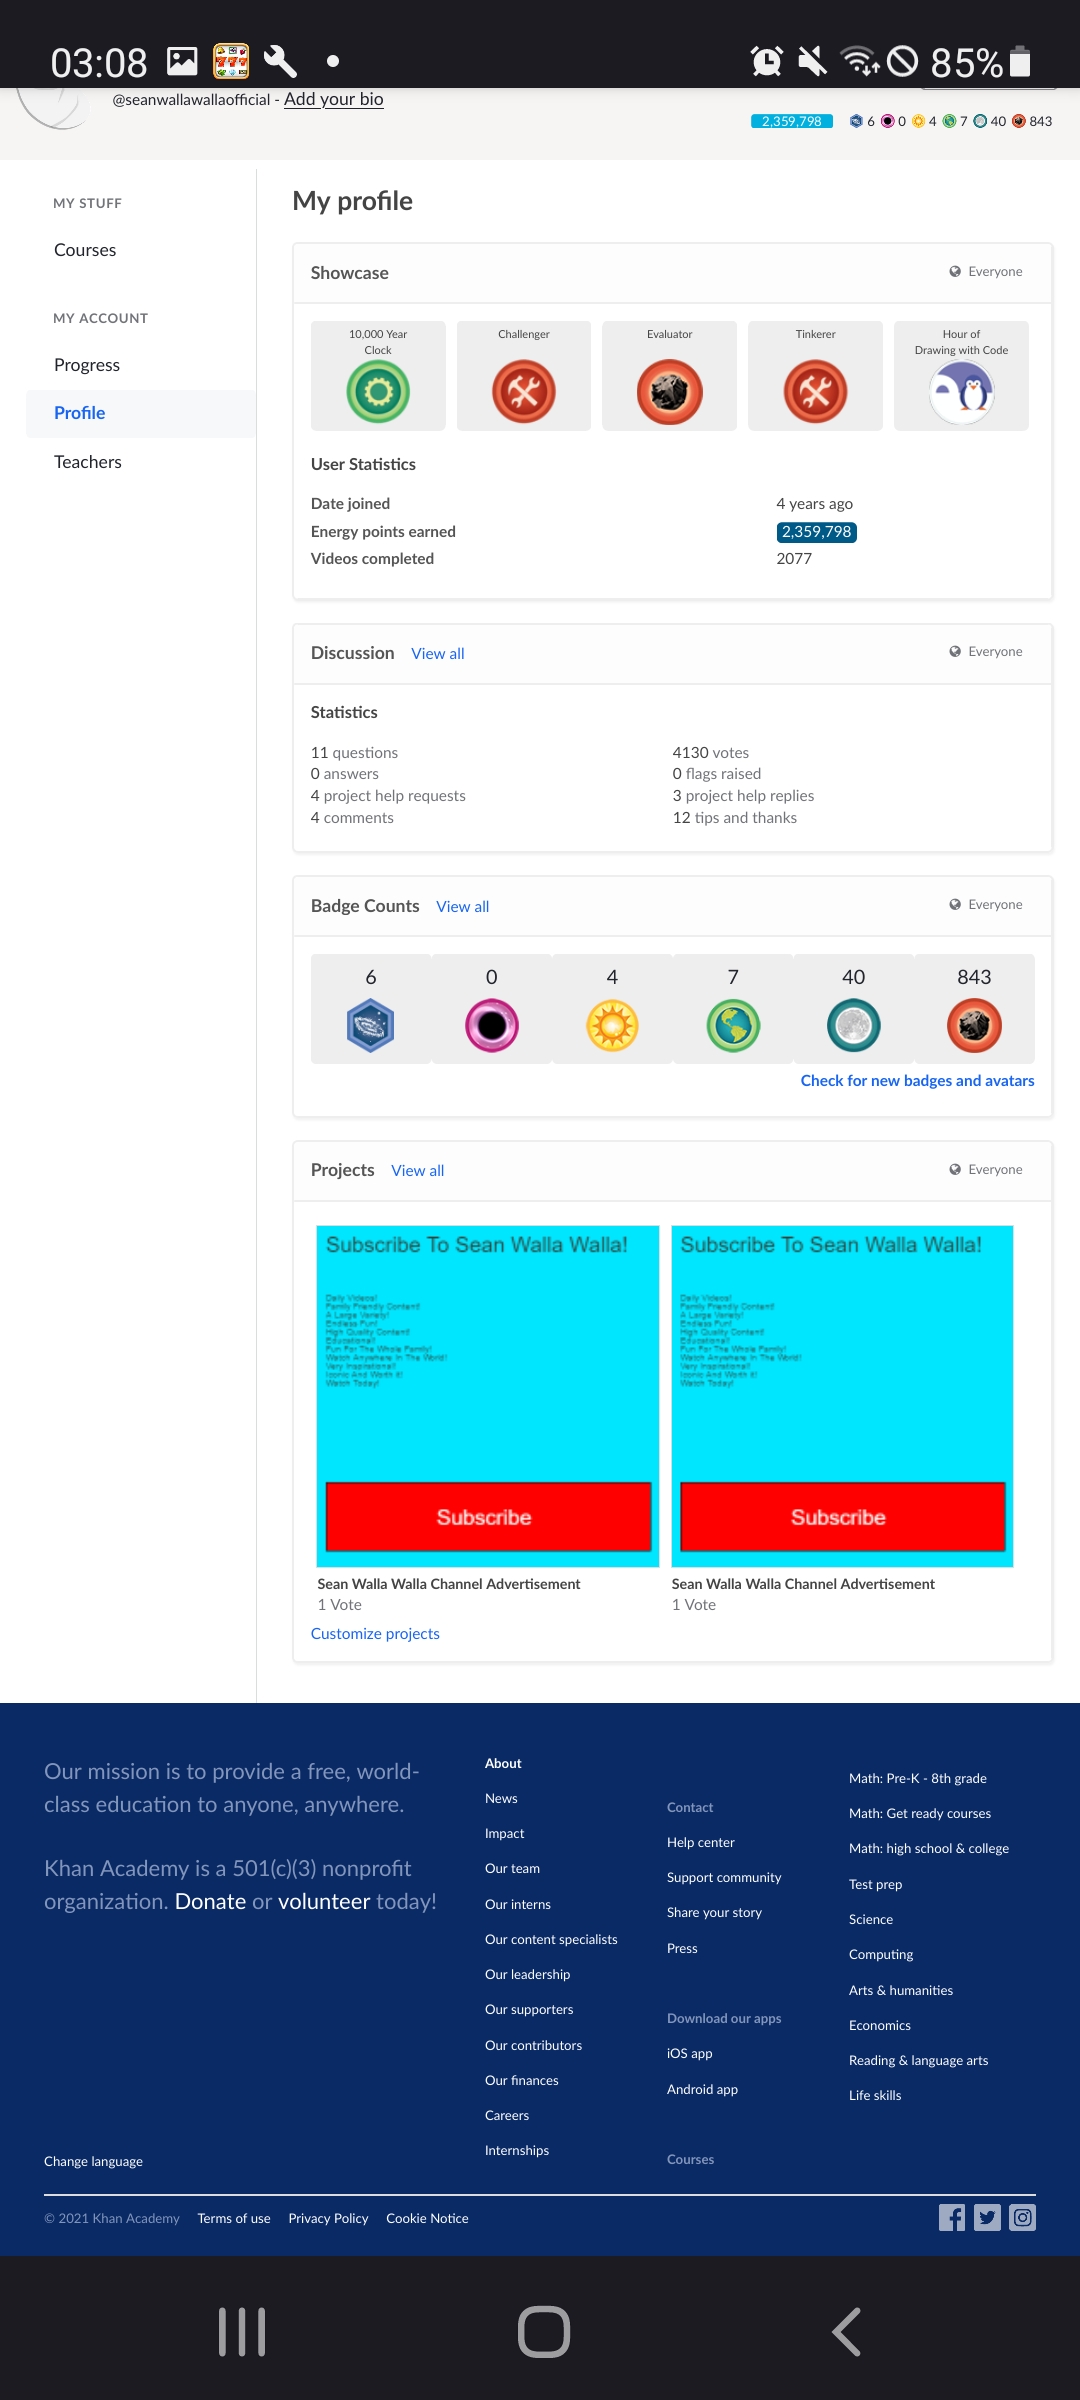 03:08
85%
@seanwallawallaofficial - Add your bio
2,359,798 6 0 4 7 40 843
MY STUFF
Courses
MY ACCOUNT
Progress
Profile
Teachers
My profile
Showcase
Everyone
10,000 Year
Clock
Challenger
Evaluator
Tinkerer
Hour of
Drawing with Code
User Statistics
Date joined 4 years ago
Energy points earned 2,359,798
Videos completed 2077
Discussion View all
Everyone
Statistics
11 questions 4130 votes
0 answers 0 flags raised
4 project help requests 3 project help replies
4 comments 12 tips and thanks
Badge Counts View all
Everyone
6 0 4 7 40 843
Check for new badges and avatars
Projects View all
Everyone
Subscribe To Sean Walla Walla!
Daily Videos!
Family Friendly Content!
A Large Variety!
Endless Fun!
High Quality Content!
Educational!
Fun For The Whole Family!
Watch Anywhere In The World!
Very Inspirational!
Iconic And Worth it!
Watch Today!
Subscribe
Sean Walla Walla Channel Advertisement
1 Vote
Subscribe To Sean Walla Walla!
Daily Videos!
Family Friendly Content!
A Large Variety!
Endless Fun!
High Quality Content!
Educational!
Fun For The Whole Family!
Watch Anywhere In The World!
Very Inspirational!
Iconic And Worth it!
Watch Today!
Subscribe
Sean Walla Walla Channel Advertisement
1 Vote
Customize projects
Our mission is to provide a free, world-
class education to anyone, anywhere.
Khan Academy is a 501(c)(3) nonprofit
organization. Donate or volunteer today!
Change language
About
News
Impact
Our team
Our interns
Our content specialists
Our leadership
Our supporters
Our contributors
Our finances
Careers
Internships
Contact
Help center
Support community
Share your story
Press
Download our apps
iOS app
Android app
Courses
Math: Pre-K - 8th grade
Math: Get ready courses
Math: high school & college
Test prep
Science
Computing
Arts & humanities
Economics
Reading & language arts
Life skills
© 2021 Khan Academy Terms of use Privacy Policy Cookie Notice